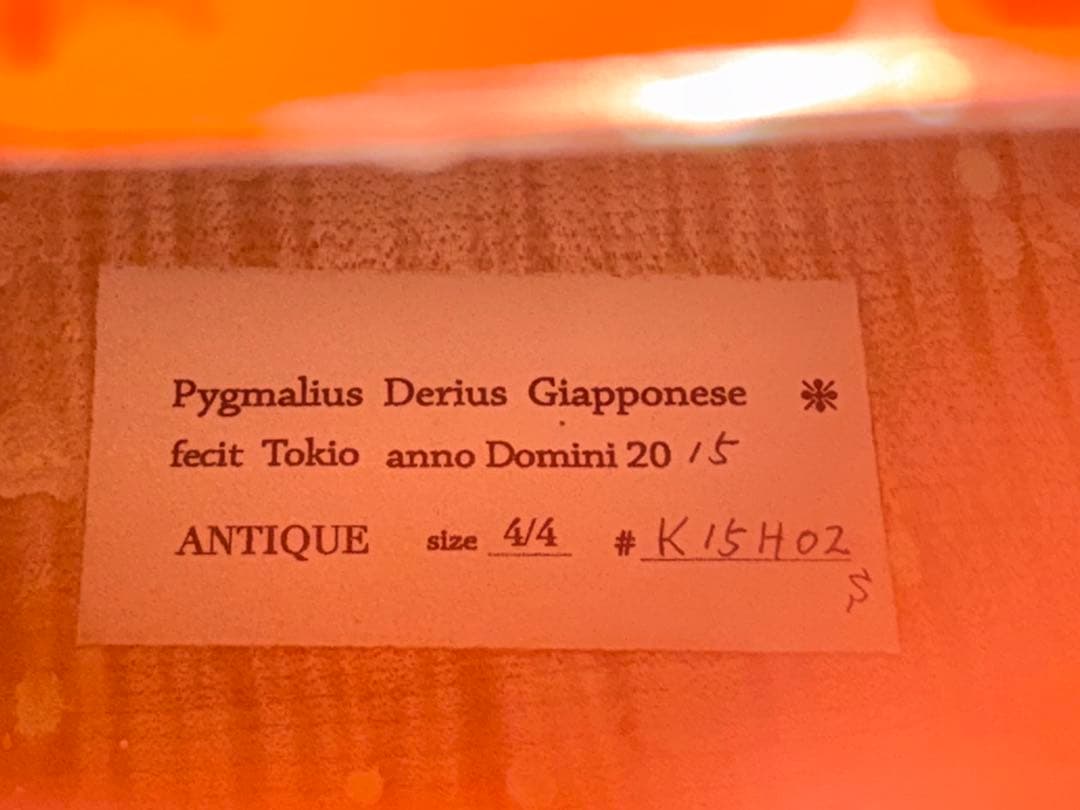 Pygmalius Derius Giapponese ❋
fecit Tokio anno Domini 2015
ANTIQUE size 4/4 # K15H02
S